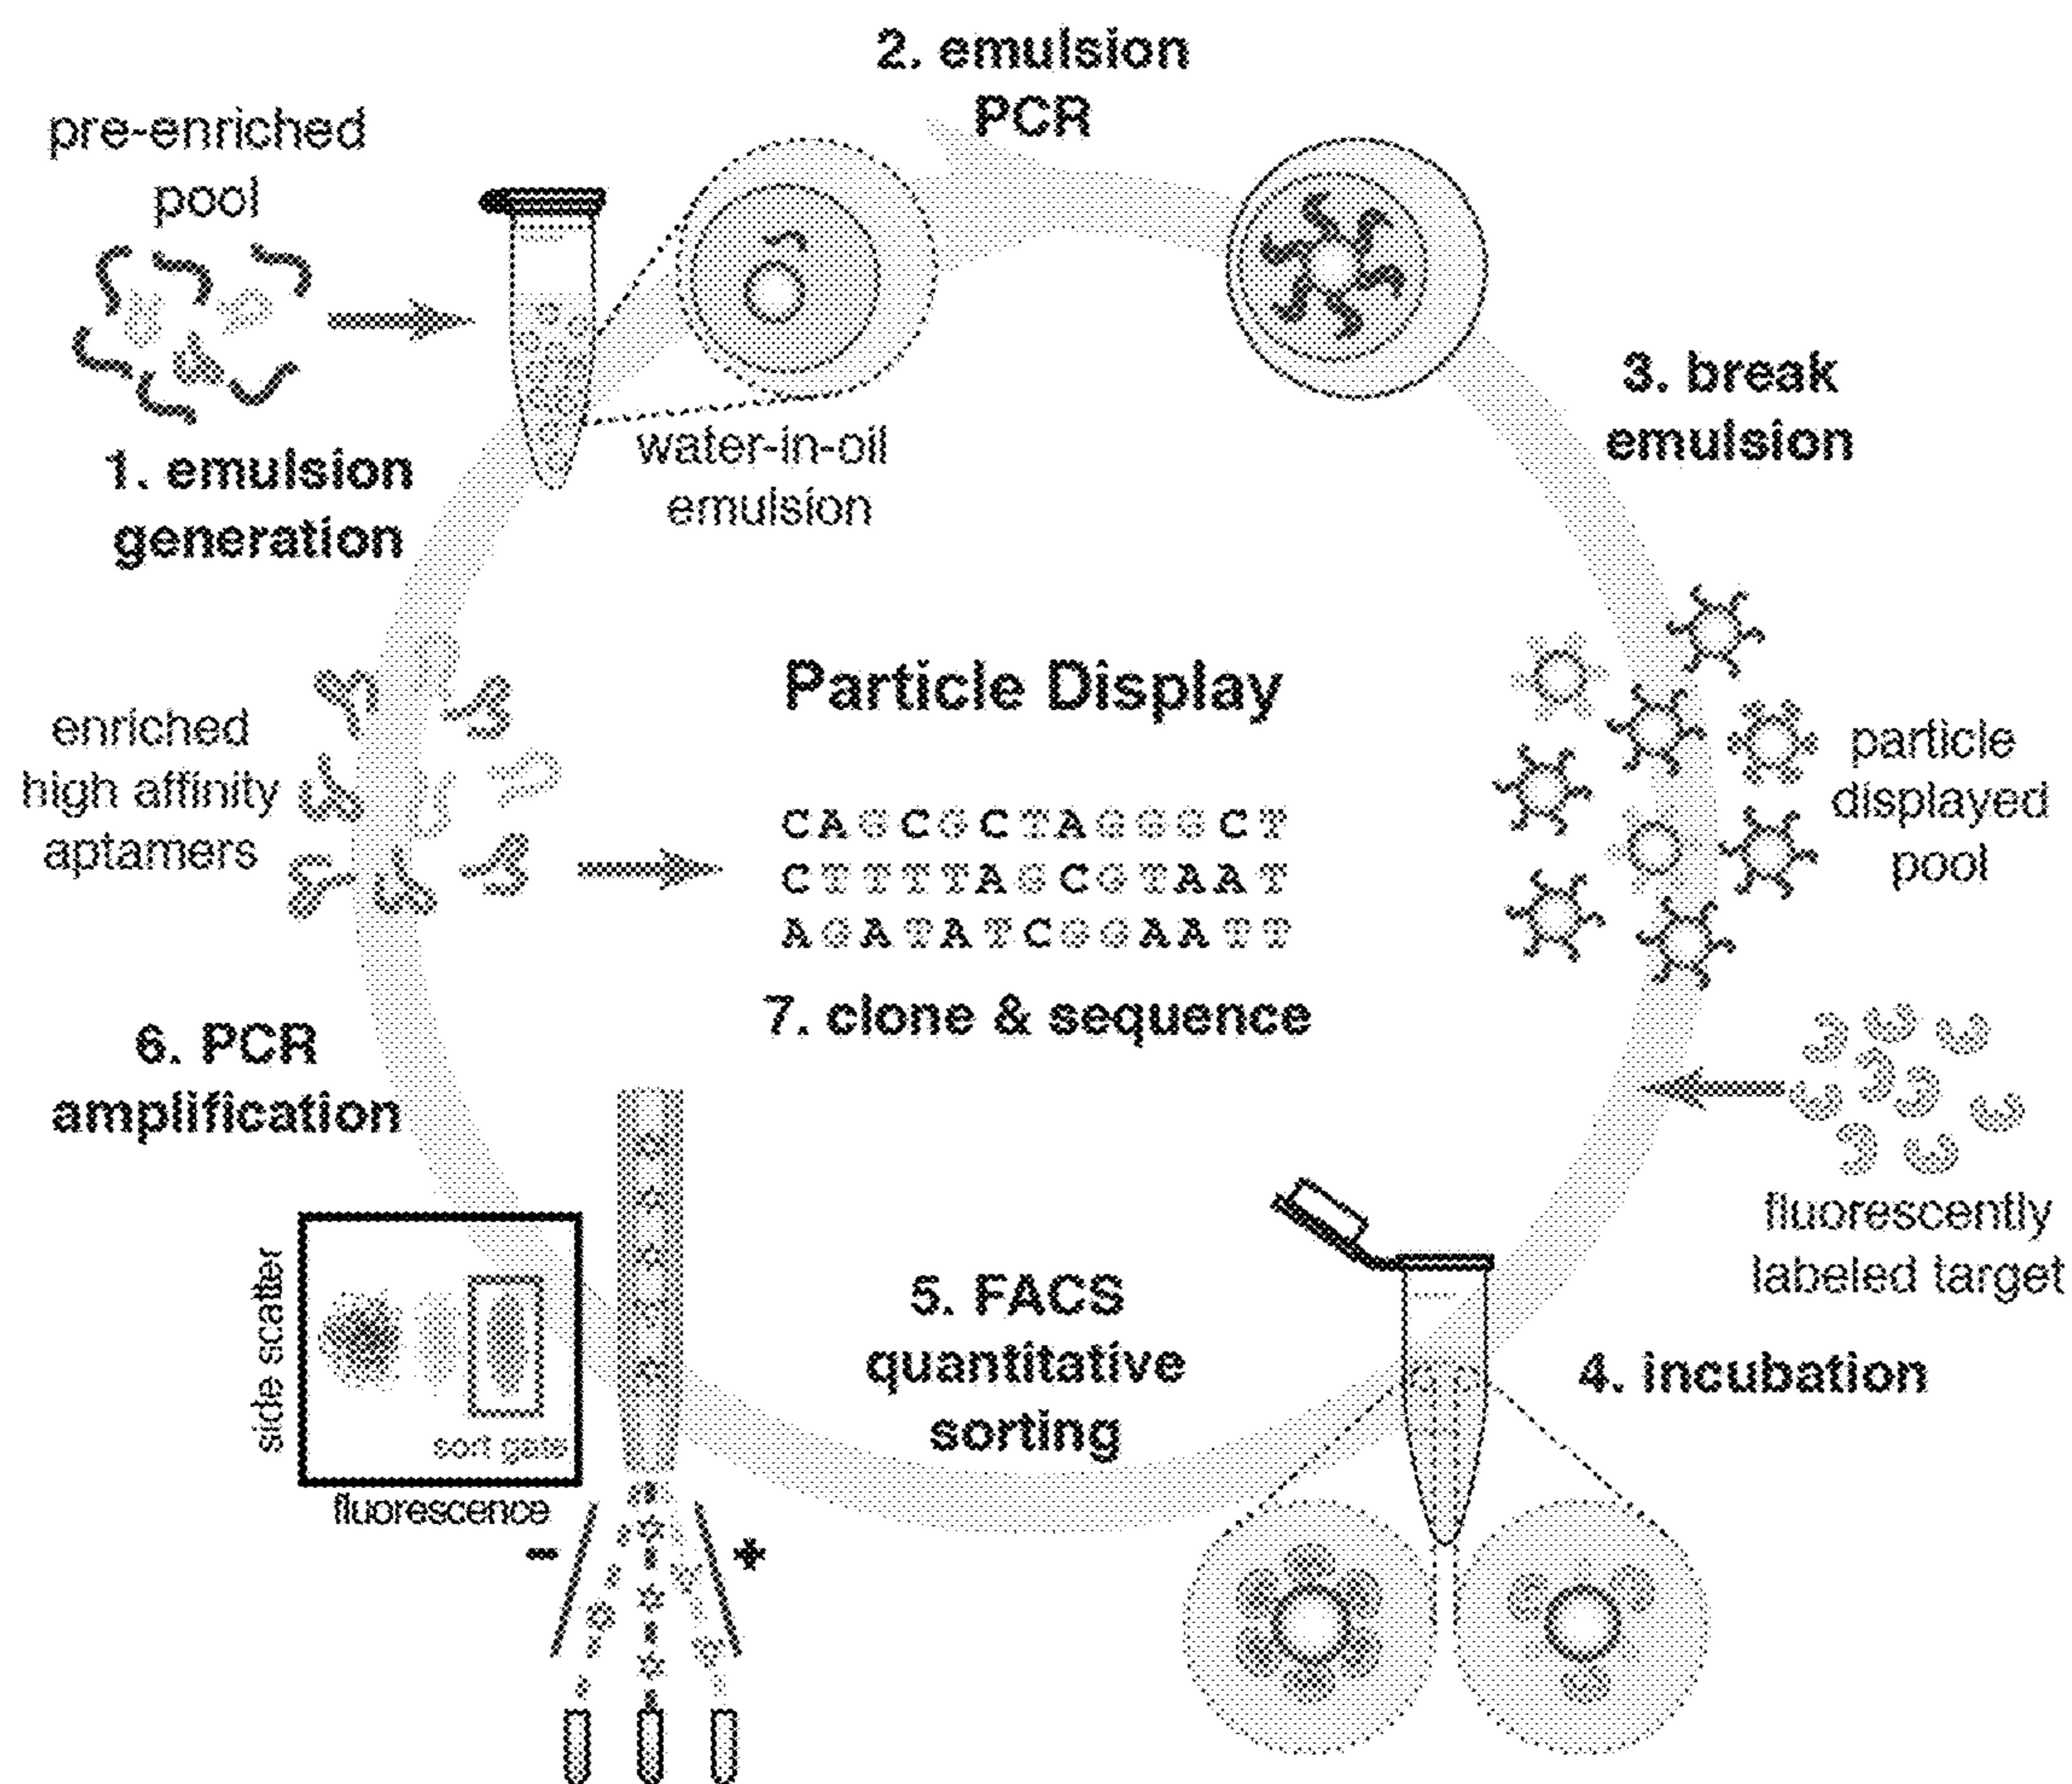 2. emulsion
PCR
pre-enriched
pool
1. emulsion
generation
water-in-oil
emulsion
3. break
emulsion
particle
displayed
pool
Particle Display
CAGCGCTAGGGCT
CTTTTAGCGTAAT
AGATATCGGAATT
7. clone & sequence
enriched
high affinity
aptamers
fluorescently
labeled target
4. incubation
5. FACS
quantitative
sorting
6. PCR
amplification
side scatter
sort gate
fluorescence
-
+